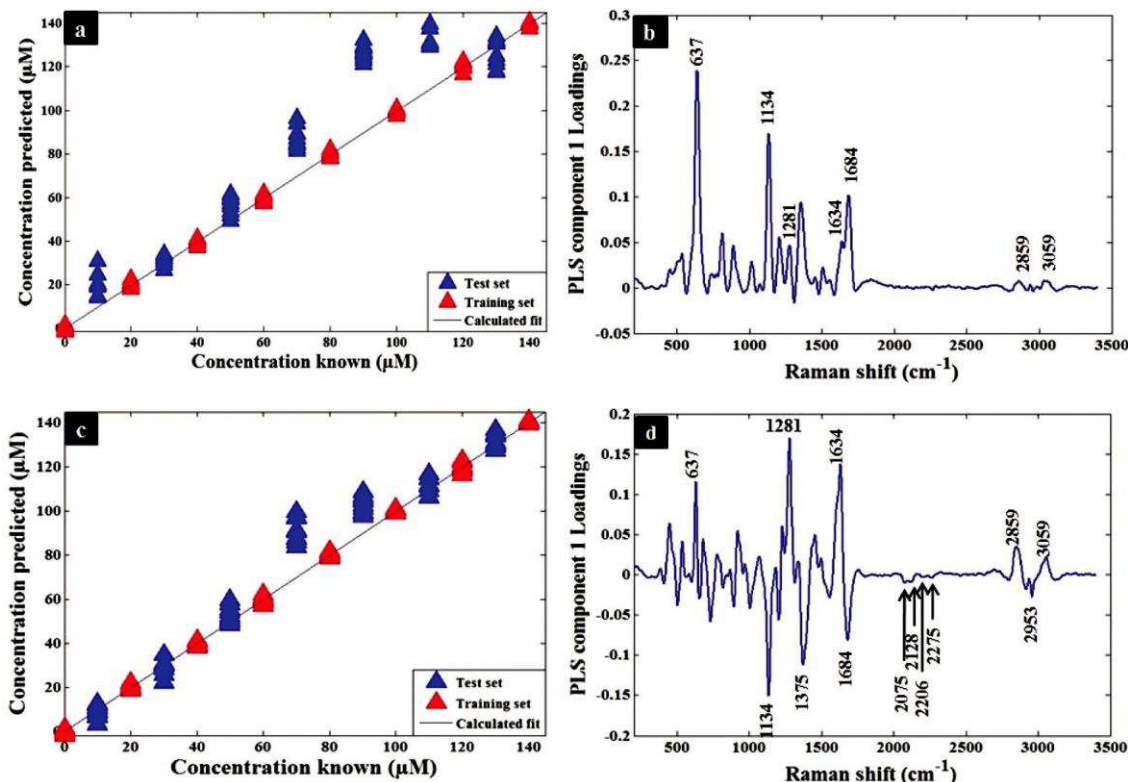 a
Concentration predicted (µM)
140
120
100
80
60
40
20
0
0 20 40 60 80 100 120 140
Concentration known (µM)
Test set
Training set
Calculated fit
b
PLS component 1 Loadings
0.3
0.25
0.2
0.15
0.1
0.05
0
-0.05
637
1134
1281
1634
1684
2859
3059
500 1000 1500 2000 2500 3000 3500
Raman shift (cm-1)
c
Concentration predicted (µM)
140
120
100
80
60
40
20
0 20 40 60 80 100 120 140
Concentration known (µM)
Test set
Training set
Calculated fit
d
PLS component 1 Loadings
0.2
0.15
0.1
0.05
0
-0.05
-0.1
-0.15
-0.2
637
1281
1634
2859
3059
1134
1375
1684
2075
2128
2206
2275
2953
500 1000 1500 2000 2500 3000 3500
Raman shift (cm-1)